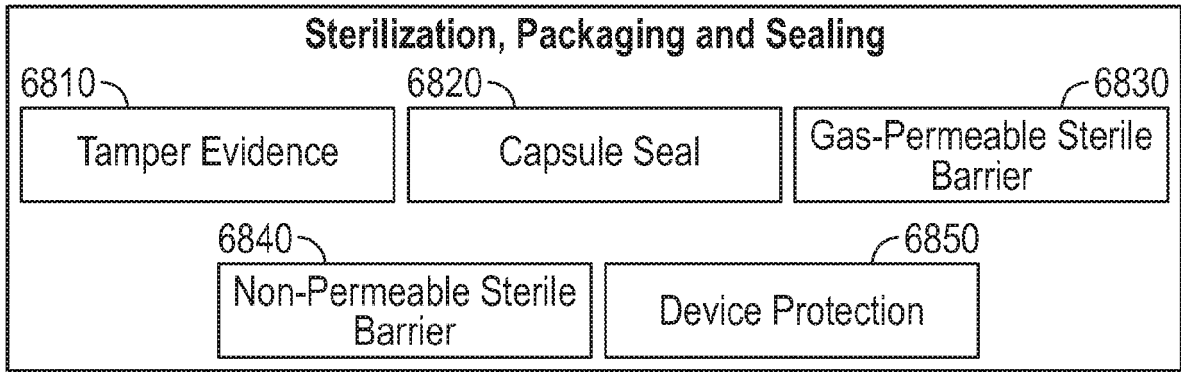 Sterilization, Packaging and Sealing
6810 6820 6830
Tamper Evidence Capsule Seal Gas-Permeable Sterile
Barrier
6840 6850
Non-Permeable Sterile Device Protection
Barrier